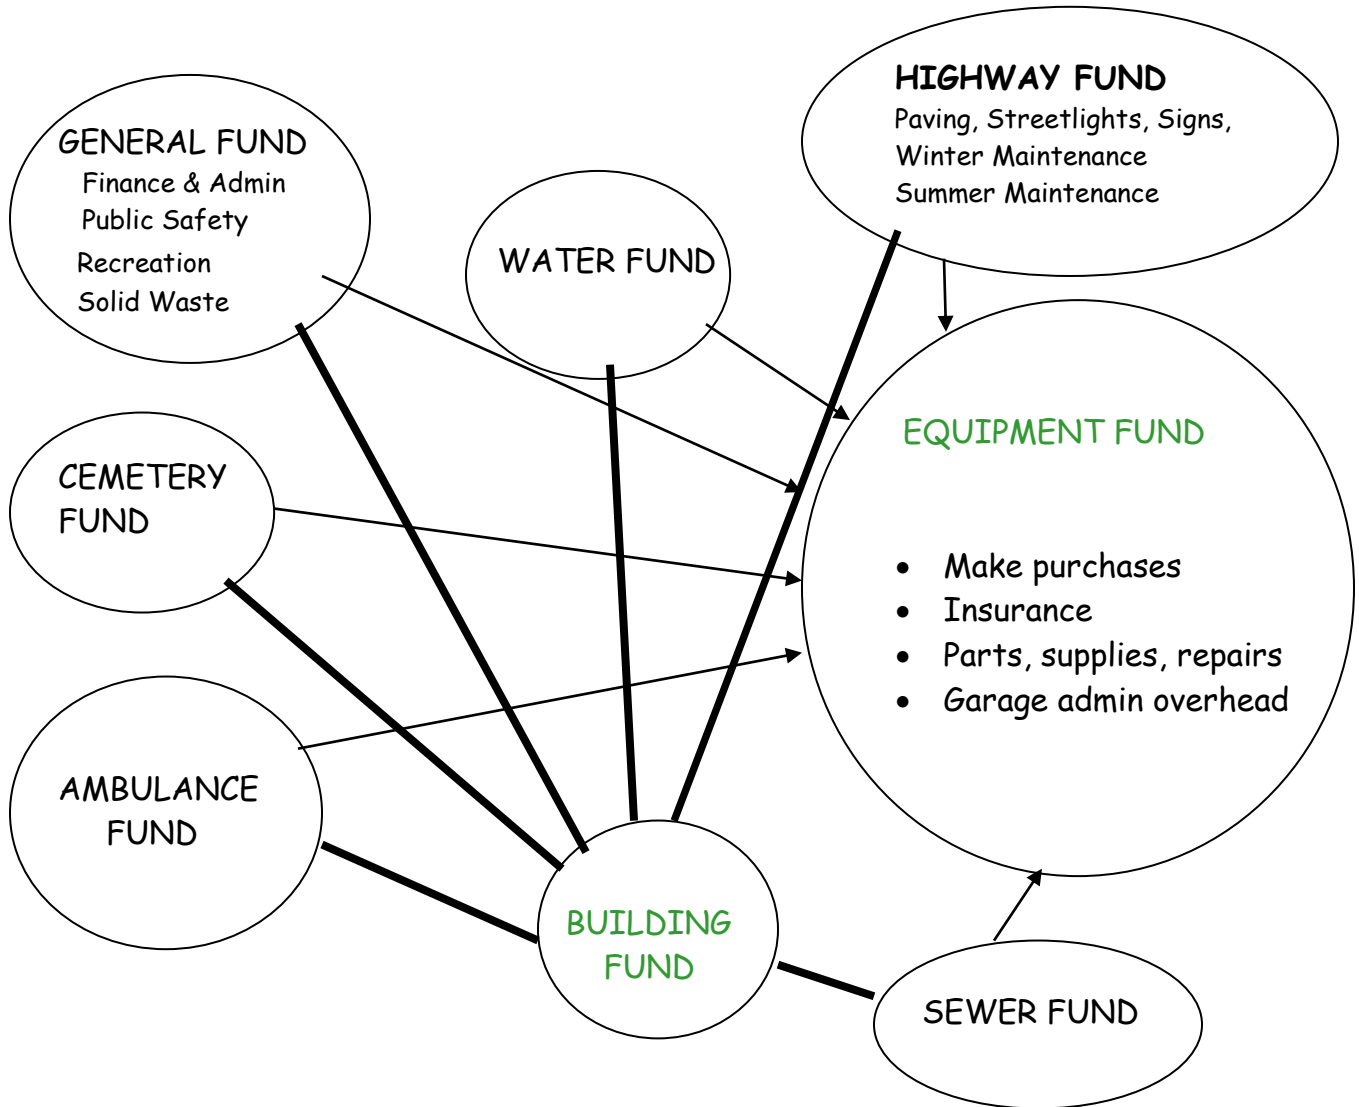 HIGHWAY FUND
Paving, Streetlights, Signs,
Winter Maintenance
Summer Maintenance
GENERAL FUND
Finance & Admin
Public Safety
Recreation
Solid Waste
WATER FUND
EQUIPMENT FUND
• Make purchases
• Insurance
• Parts, supplies, repairs
• Garage admin overhead
CEMETERY
FUND
AMBULANCE
FUND
BUILDING
FUND
SEWER FUND